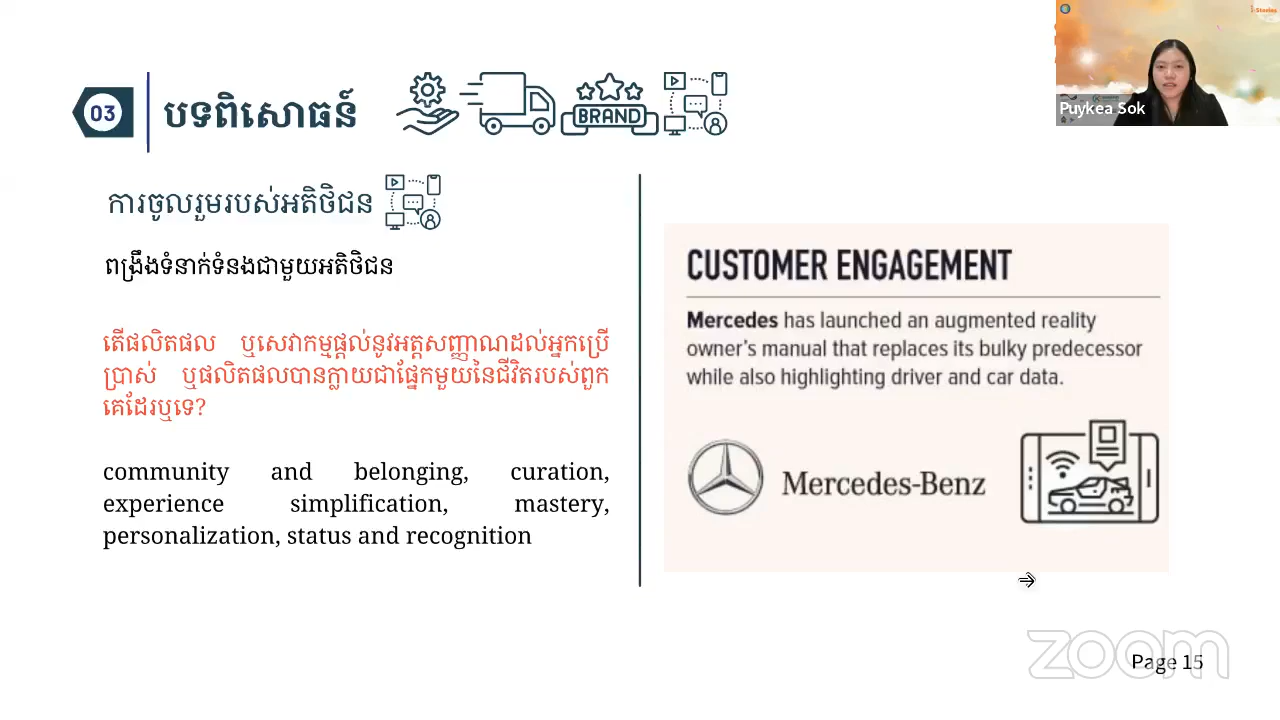 03
បទពិសោធន៍
BRAND
Puykea Sok
ការចូលរួមរបស់អតិថិជន
ពង្រឹងទំនាក់ទំនងជាមួយអតិថិជន
តើផលិតផល ឬសេវាកម្មផ្តល់នូវអត្តសញ្ញាណដល់អ្នកប្រើ
ប្រាស់ ឬផលិតផលបានក្លាយជាផ្នែកមួយនៃជីវិតរបស់ពួក
គេដែរឬទេ?
community and belonging, curation,
experience simplification, mastery,
personalization, status and recognition
CUSTOMER ENGAGEMENT
Mercedes has launched an augmented reality
owner's manual that replaces its bulky predecessor
while also highlighting driver and car data.
Mercedes-Benz
zoom
Page 15